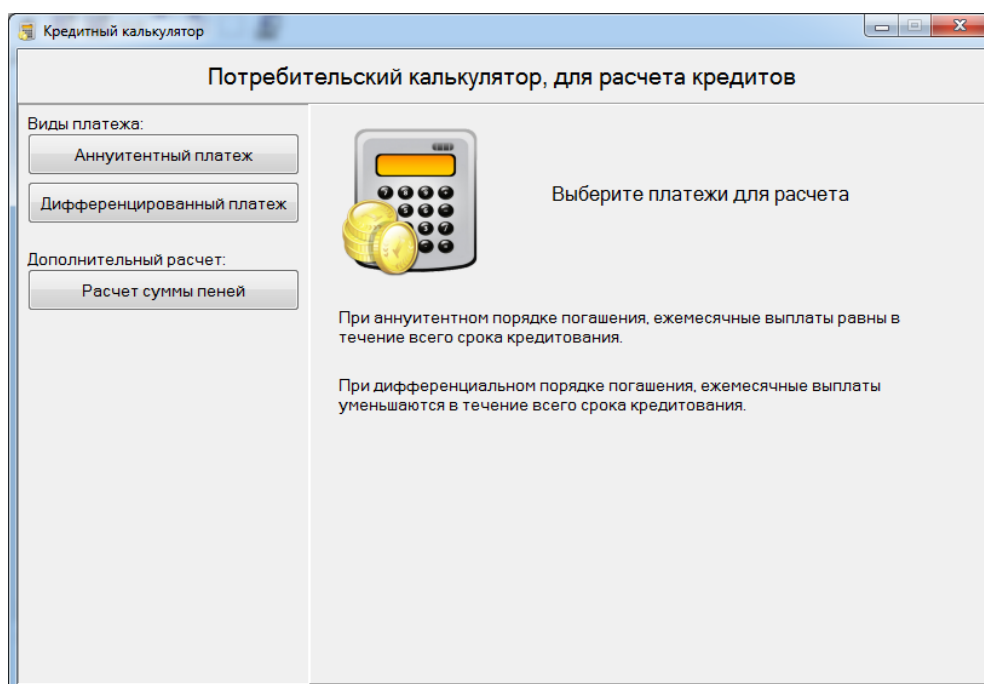 Кредитный калькулятор
Потребительский калькулятор, для расчета кредитов
Виды платежа:
Аннуитентный платеж
Дифференцированный платеж
Дополнительный расчет:
Расчет суммы пеней
Выберите платежи для расчета
При аннуитентном порядке погашения, ежемесячные выплаты равны в
течение всего срока кредитования.
При дифференциальном порядке погашения, ежемесячные выплаты
уменьшаются в течение всего срока кредитования.